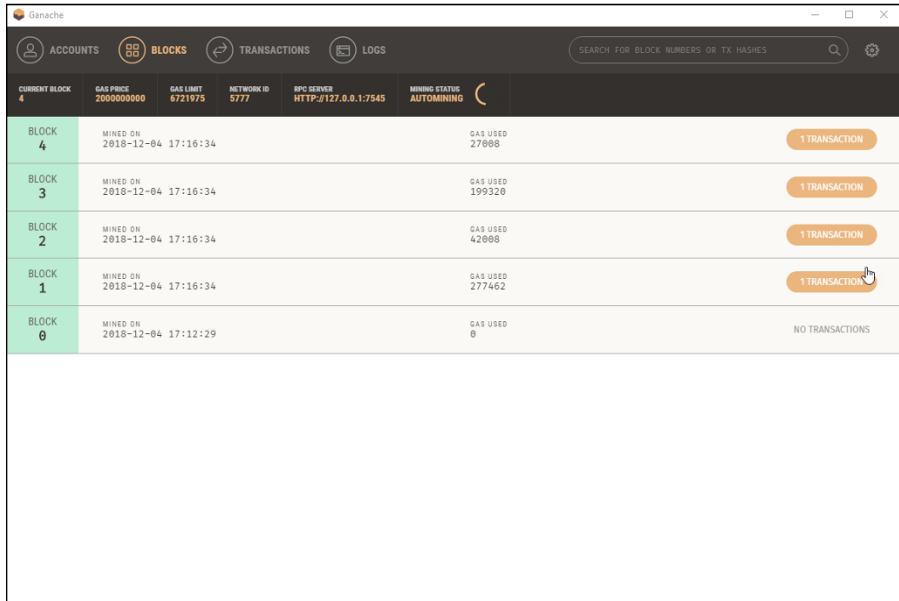 Ganache
ACCOUNTS BLOCKS TRANSACTIONS LOGS SEARCH FOR BLOCK NUMBERS OR TX HASHES
CURRENT BLOCK GAS PRICE GAS LIMIT NETWORK ID RPC SERVER MINING STATUS
4 2000000000 6721975 5777 HTTP://127.0.0.1:7545 AUTOMINING
BLOCK MINED ON GAS USED
4 2018-12-04 17:16:34 27008 1 TRANSACTION
BLOCK MINED ON GAS USED
3 2018-12-04 17:16:34 199320 1 TRANSACTION
BLOCK MINED ON GAS USED
2 2018-12-04 17:16:34 42008 1 TRANSACTION
BLOCK MINED ON GAS USED
1 2018-12-04 17:16:34 277462 1 TRANSACTION
BLOCK MINED ON GAS USED
0 2018-12-04 17:12:29 0 NO TRANSACTIONS